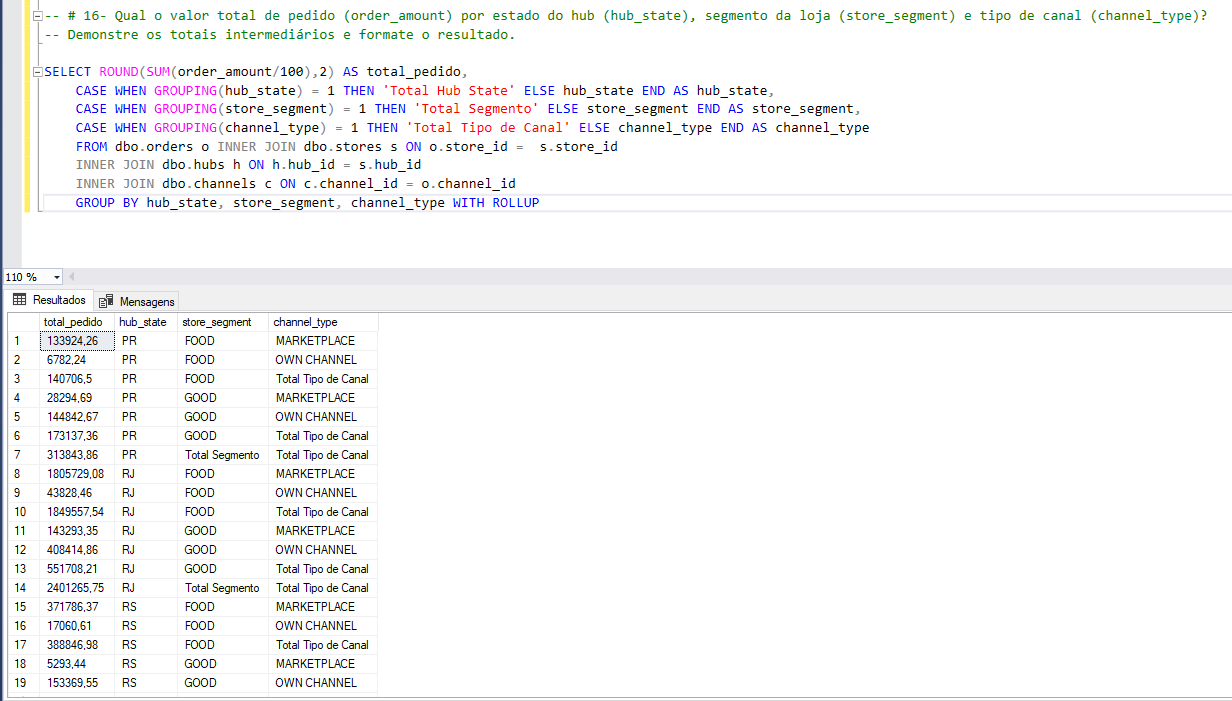 -- # 16- Qual o valor total de pedido (order_amount) por estado do hub (hub_state), segmento da loja (store_segment) e tipo de canal (channel_type)?
-- Demonstre os totais intermediários e formate o resultado.
SELECT ROUND(SUM(order_amount/100),2) AS total_pedido,
CASE WHEN GROUPING(hub_state) = 1 THEN 'Total Hub State' ELSE hub_state END AS hub_state,
CASE WHEN GROUPING(store_segment) = 1 THEN 'Total Segmento' ELSE store_segment END AS store_segment,
CASE WHEN GROUPING(channel_type) = 1 THEN 'Total Tipo de Canal' ELSE channel_type END AS channel_type
FROM dbo.orders o INNER JOIN dbo.stores s ON o.store_id =  s.store_id
INNER JOIN dbo.hubs h ON h.hub_id = s.hub_id
INNER JOIN dbo.channels c ON c.channel_id = o.channel_id
GROUP BY hub_state, store_segment, channel_type WITH ROLLUP
110 %
Resultados Mensagens
total_pedido hub_state store_segment channel_type
1 133924,26 PR FOOD MARKETPLACE
2 6782,24 PR FOOD OWN CHANNEL
3 140706,5 PR FOOD Total Tipo de Canal
4 28294,69 PR GOOD MARKETPLACE
5 144842,67 PR GOOD OWN CHANNEL
6 173137,36 PR GOOD Total Tipo de Canal
7 313843,86 PR Total Segmento Total Tipo de Canal
8 1805729,08 RJ FOOD MARKETPLACE
9 43828,46 RJ FOOD OWN CHANNEL
10 1849557,54 RJ FOOD Total Tipo de Canal
11 143293,35 RJ GOOD MARKETPLACE
12 408414,86 RJ GOOD OWN CHANNEL
13 551708,21 RJ GOOD Total Tipo de Canal
14 2401265,75 RJ Total Segmento Total Tipo de Canal
15 371786,37 RS FOOD MARKETPLACE
16 17060,61 RS FOOD OWN CHANNEL
17 388846,98 RS FOOD Total Tipo de Canal
18 5293,44 RS GOOD MARKETPLACE
19 153369,55 RS GOOD OWN CHANNEL